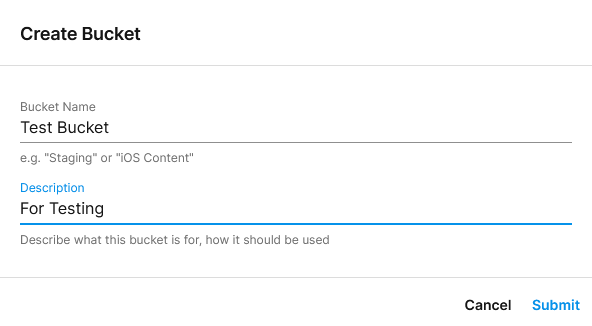 Create Bucket
Bucket Name
Test Bucket
e.g. "Staging" or "iOS Content"
Description
For Testing
Describe what this bucket is for, how it should be used
Cancel Submit